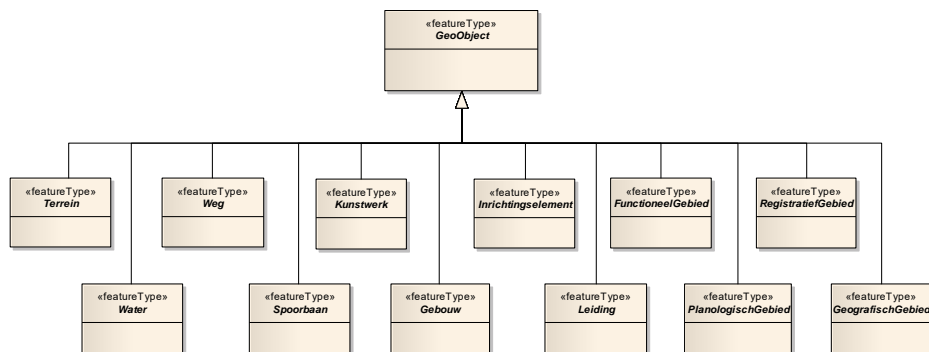 «featureType»
GeoObject
«featureType»
Terrein
«featureType»
Weg
«featureType»
Kunstwerk
«featureType»
Inrichtingselement
«featureType»
FunctioneelGebied
«featureType»
RegistratiefGebied
«featureType»
Water
«featureType»
Spoorbaan
«featureType»
Gebouw
«featureType»
Leiding
«featureType»
PlanologischGebied
«featureType»
GeografischGebied